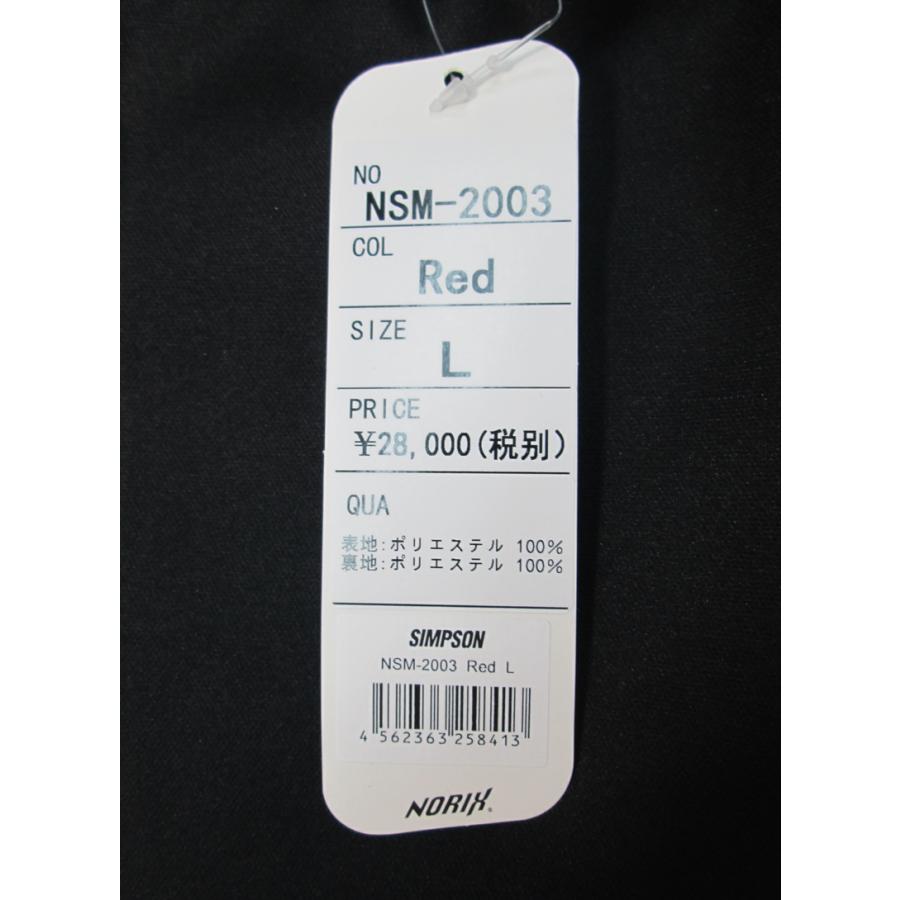 NO
NSM-2003
COL
Red
SIZE
L
PRICE
¥28,000(税別)
QUA
表地:ポリエステル 100%
裏地:ポリエステル 100%
SIMPSON
NSM-2003 Red L
4 562363 258413
NORIX